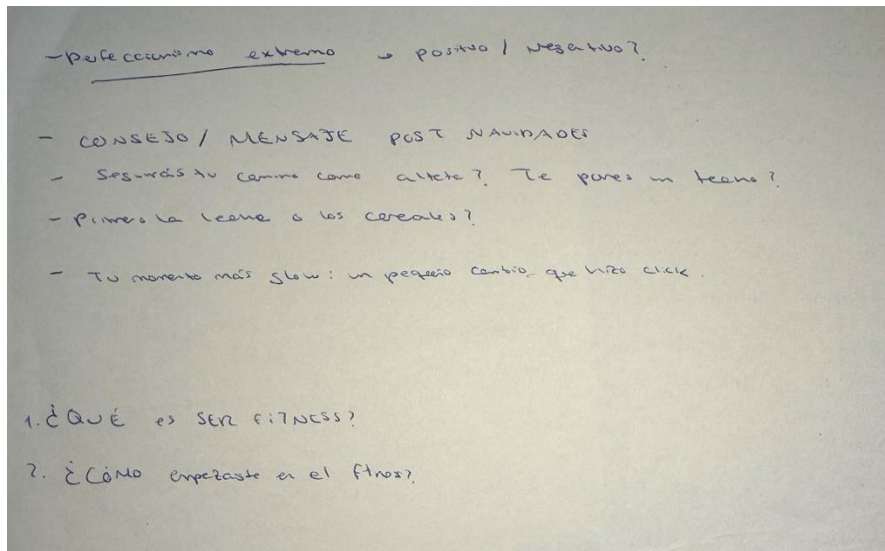 - perfeccionismo extremo → positivo / negativo?
- CONSEJO / MENSAJE POST NAVIDADES
- Seguirás tu camino como atleta? Te pones un techo?
- Primero la leche o los cereales?
- Tu momento más glow: un pequeño cambio que hizo click.
1. ¿QUÉ es SER FITNESS?
2. ¿CÓMO empezaste en el fitness?